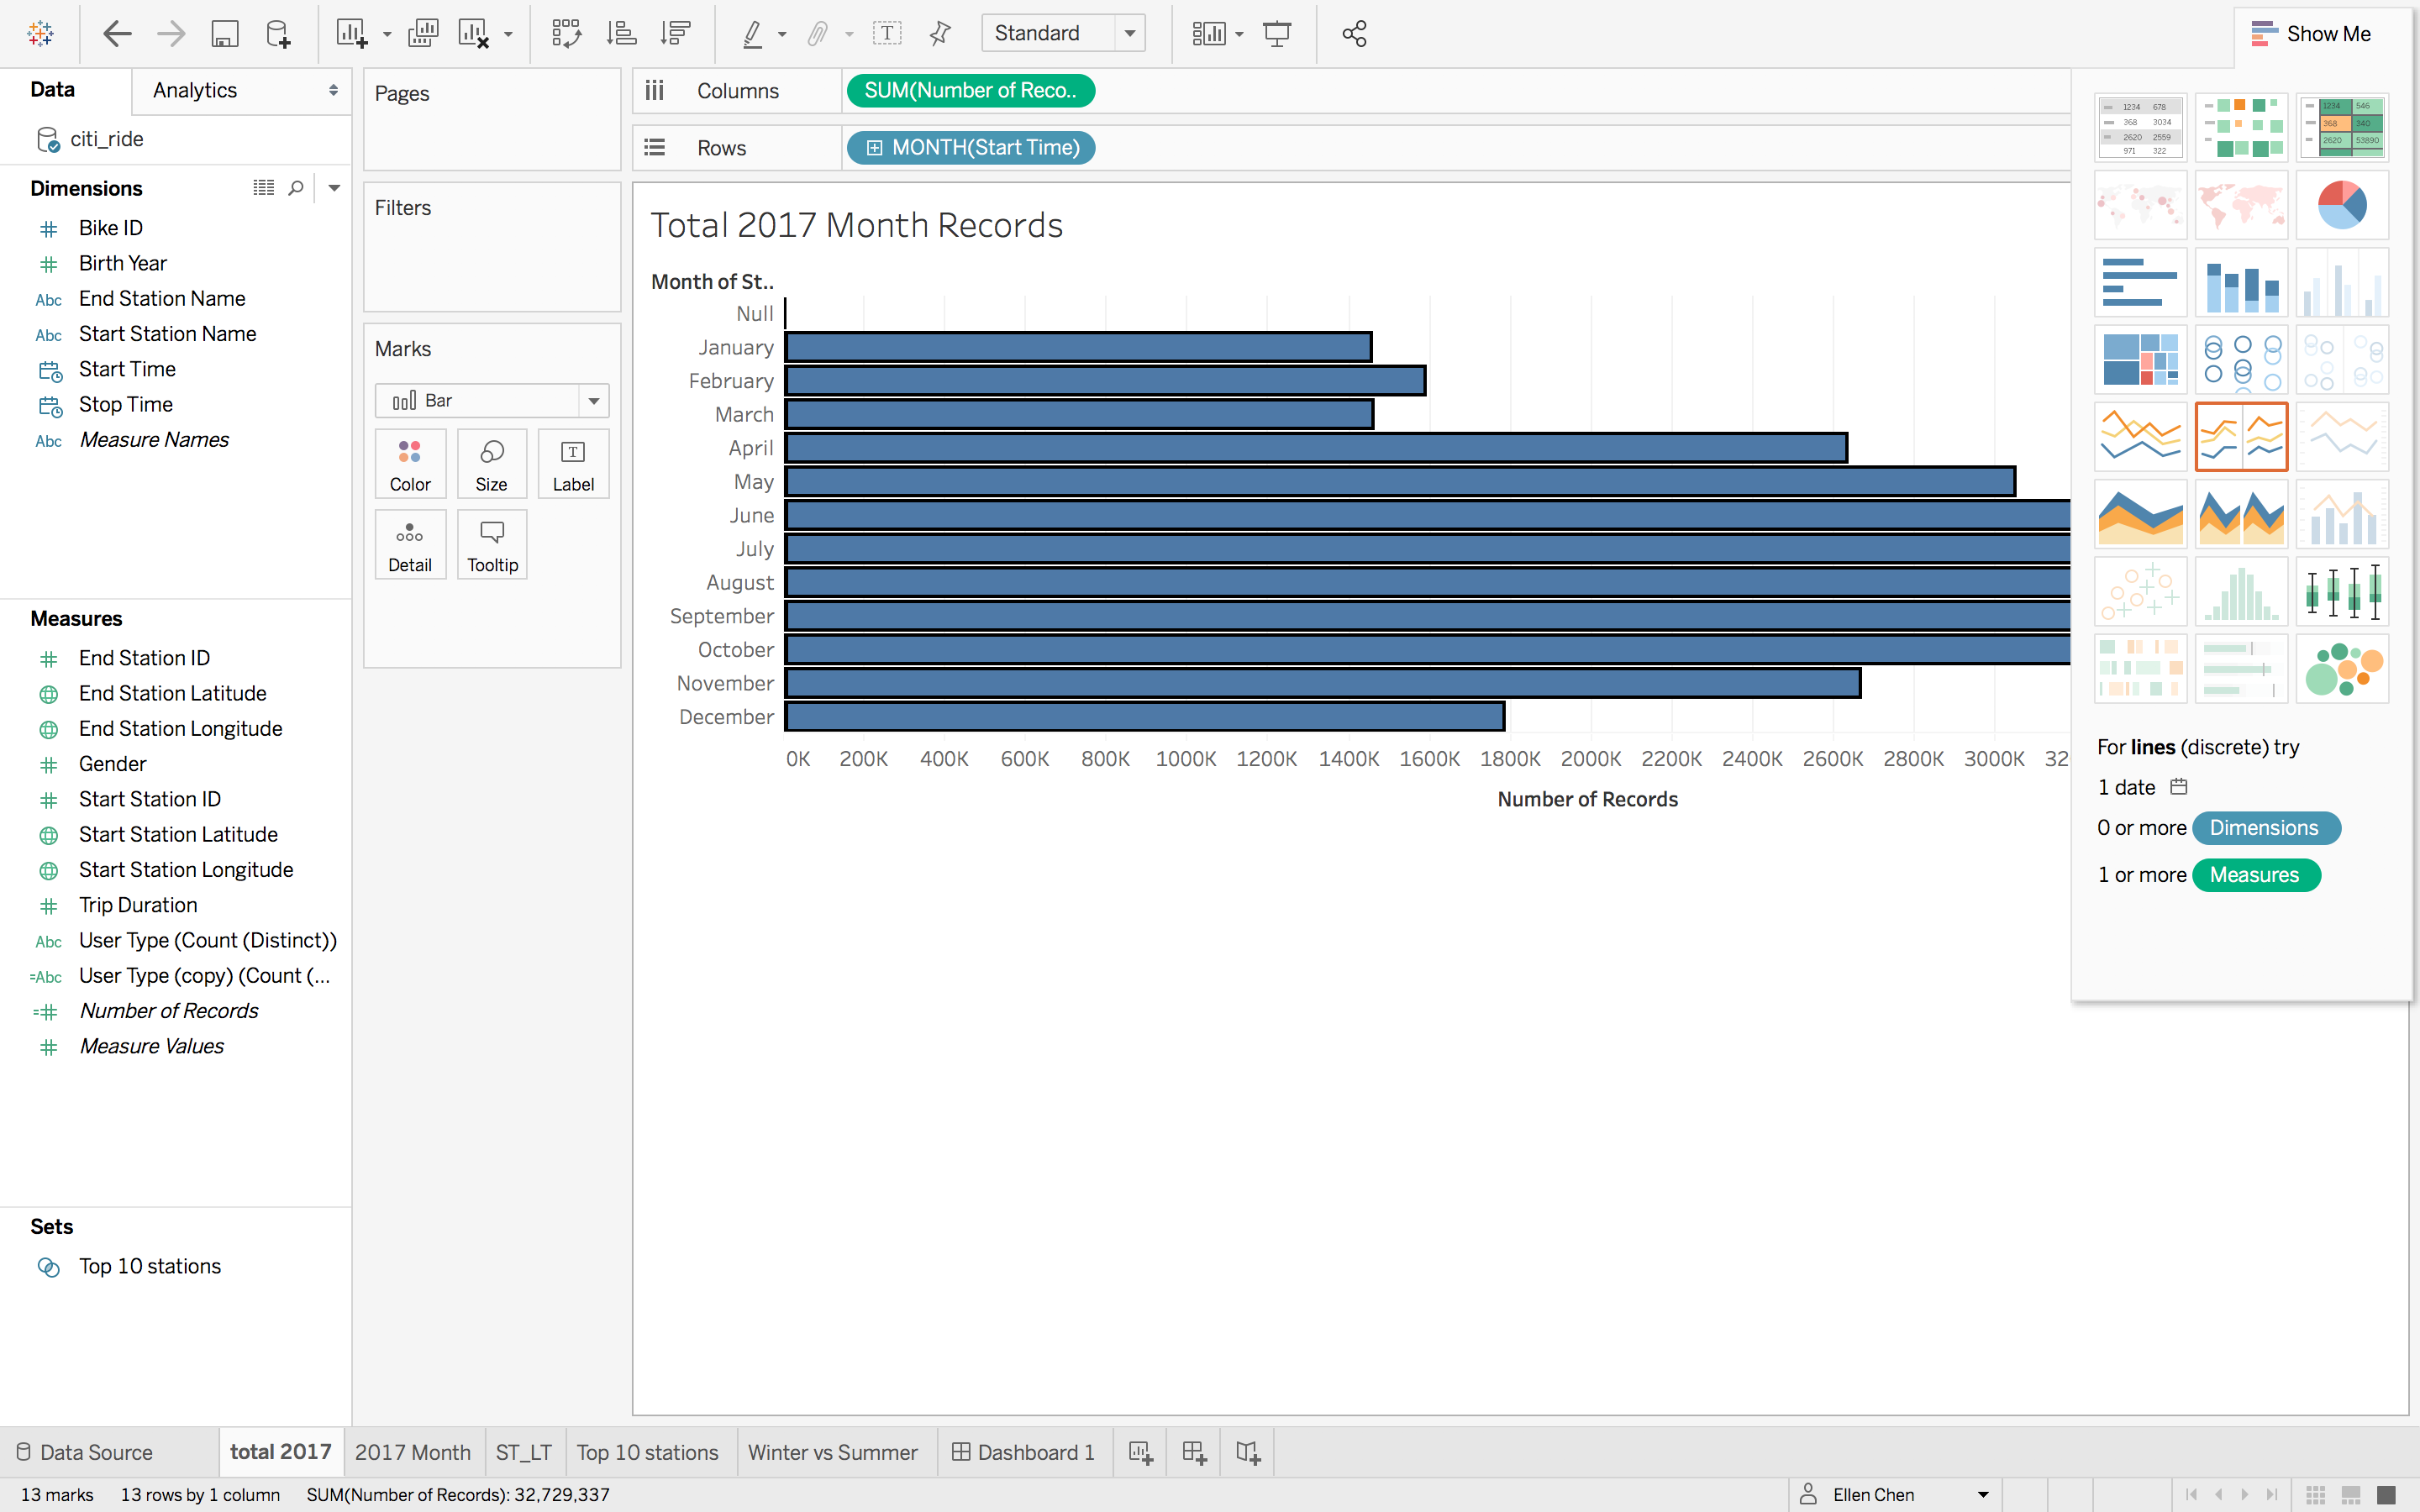 Standard
Show Me
Data
Analytics
citi_ride
Dimensions
Bike ID
Birth Year
Abc End Station Name
Abc Start Station Name
Start Time
Stop Time
Abc Measure Names
Measures
End Station ID
End Station Latitude
End Station Longitude
Gender
Start Station ID
Start Station Latitude
Start Station Longitude
Trip Duration
Abc User Type (Count (Distinct))
=Abc User Type (copy) (Count (...
Number of Records
Measure Values
Sets
Top 10 stations
Pages
Filters
Marks
Bar
Color Size Label
Detail Tooltip
Columns SUM(Number of Reco..
Rows MONTH(Start Time)
Total 2017 Month Records
Month of St..
Null
January
February
March
April
May
June
July
August
September
October
November
December
0K 200K 400K 600K 800K 1000K 1200K 1400K 1600K 1800K 2000K 2200K 2400K 2600K 2800K 3000K 32
Number of Records
1234 678
368 3034
2620 2559
971 322
1234 546
368 340
2620 53890
For lines (discrete) try
1 date
0 or more Dimensions
1 or more Measures
Data Source total 2017 2017 Month ST_LT Top 10 stations Winter vs Summer Dashboard 1
13 marks 13 rows by 1 column SUM(Number of Records): 32,729,337 Ellen Chen